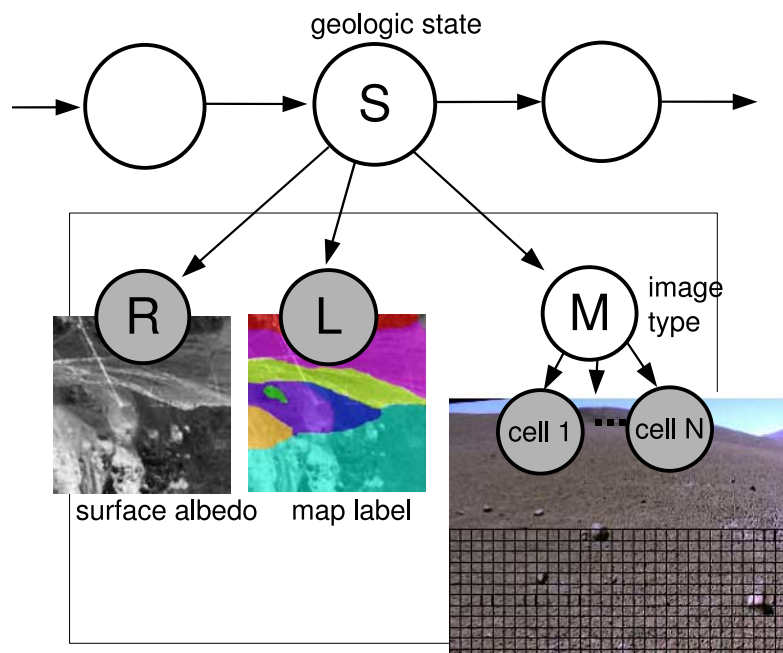 geologic state
S
R
L
M
image
type
cell 1
cell N
surface albedo
map label